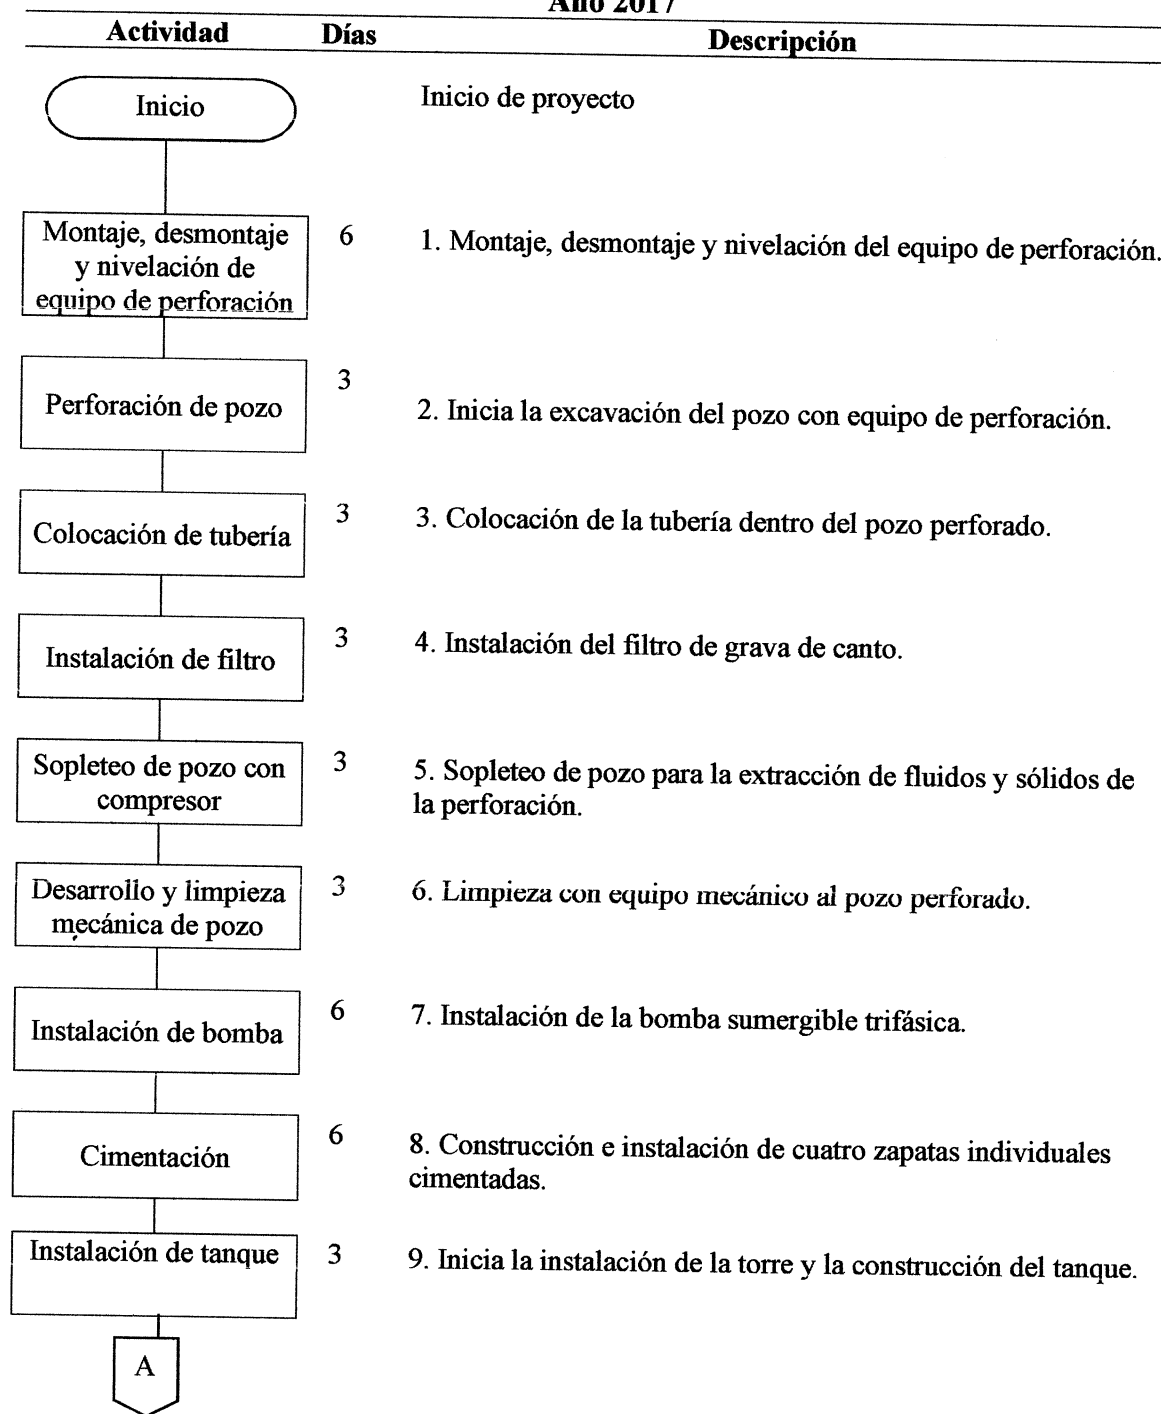 Año 2017
Actividad Días Descripción
Inicio Inicio de proyecto
Montaje, desmontaje
y nivelación de
equipo de perforación
6 1. Montaje, desmontaje y nivelación del equipo de perforación.
Perforación de pozo
3
2. Inicia la excavación del pozo con equipo de perforación.
Colocación de tubería
3 3. Colocación de la tubería dentro del pozo perforado.
Instalación de filtro
3 4. Instalación del filtro de grava de canto.
Sopleteo de pozo con
compresor
3 5. Sopleteo de pozo para la extracción de fluidos y sólidos de
la perforación.
Desarrollo y limpieza
mecánica de pozo
3 6. Limpieza con equipo mecánico al pozo perforado.
Instalación de bomba
6 7. Instalación de la bomba sumergible trifásica.
Cimentación
6 8. Construcción e instalación de cuatro zapatas individuales
cimentadas.
Instalación de tanque
3 9. Inicia la instalación de la torre y la construcción del tanque.
A